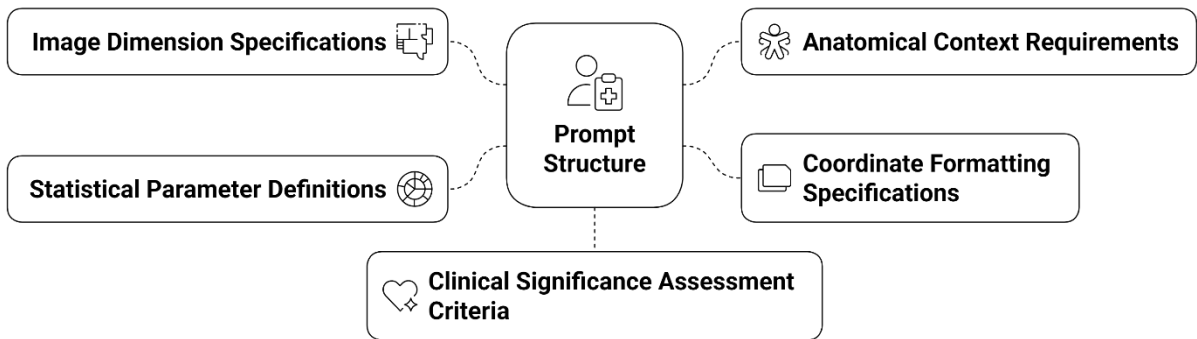 Image Dimension Specifications
Anatomical Context Requirements
Prompt
Structure
Statistical Parameter Definitions
Coordinate Formatting
Specifications
Clinical Significance Assessment
Criteria